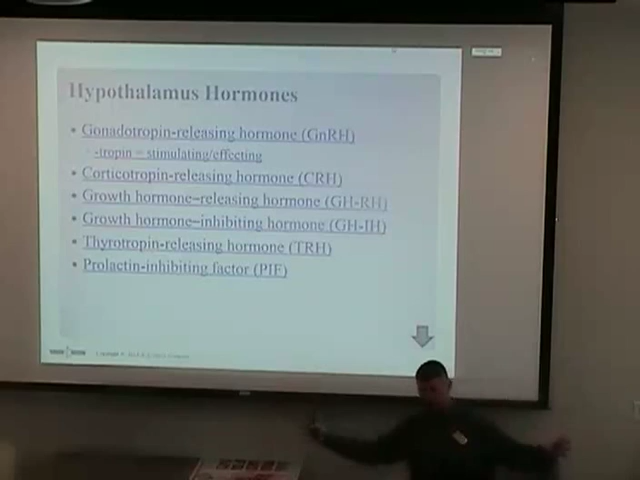 Hypothalamus Hormones
• Gonadotropin-releasing hormone (GnRH)
-tropin = stimulating/effecting
• Corticotropin-releasing hormone (CRH)
• Growth hormone–releasing hormone (GH-RH)
• Growth hormone–inhibiting hormone (GH-IH)
• Thyrotropin-releasing hormone (TRH)
• Prolactin-inhibiting factor (PIF)